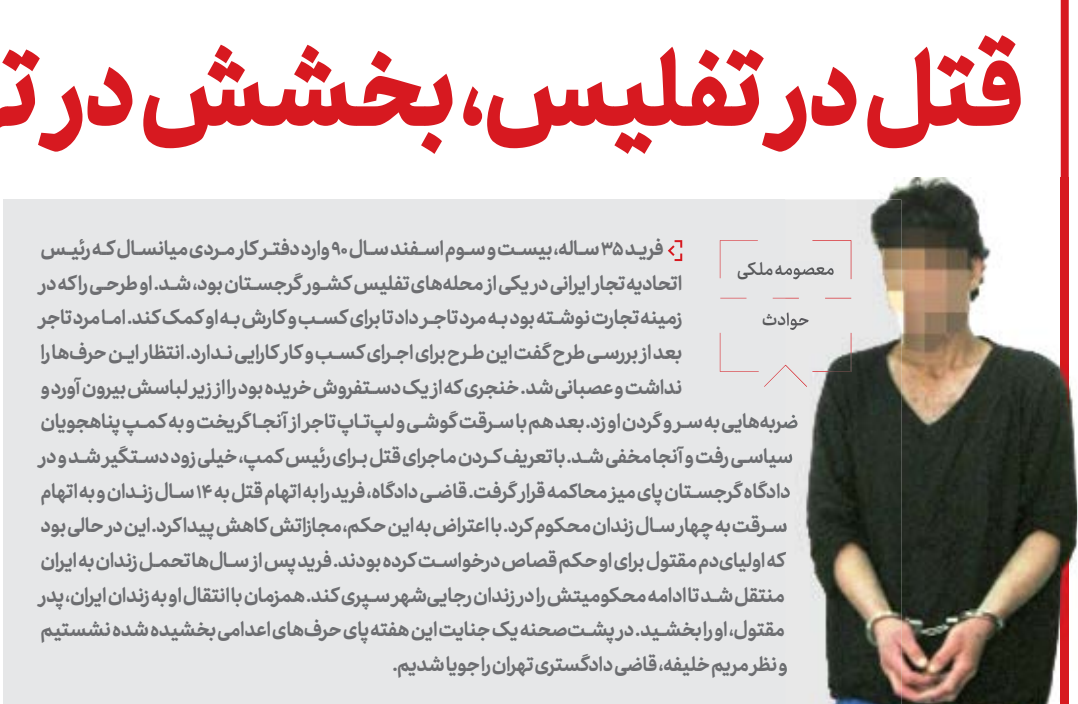 قتل در تفلیس، بخشش در
معصومه ملکی
حوادث
فرید ۳۵ ساله، بیست و سوم اسفند سال ۹۰ وارد دفتر کار مردی میانسال که رئیس
اتحادیه تجار ایرانی در یکی از محله‌های تفلیس کشور گرجستان بود، شد. او طرحی را که در
زمینه تجارت نوشته بود به مرد تاجر داد تا برای کسب و کارش به او کمک کند. اما مرد تاجر
بعد از بررسی طرح گفت این طرح برای اجرای کسب و کار کارایی ندارد. انتظار این حرف‌ها را
نداشت و عصبانی شد. خنجری که از یک دستفروش خریده بود را از زیر لباسش بیرون آورد و
ضربه‌هایی به سر و گردن او زد. بعد هم با سرقت گوشی و لپ‌تاپ تاجر از آنجا گریخت و به کمپ پناهجویان
سیاسی رفت و آنجا مخفی شد. با تعریف کردن ماجرای قتل برای رئیس کمپ، خیلی زود دستگیر شد و در
دادگاه گرجستان پای میز محاکمه قرار گرفت. قاضی دادگاه، فرید را به اتهام قتل به ۱۴ سال زندان و به اتهام
سرقت به چهار سال زندان محکوم کرد. با اعتراض به این حکم، مجازاتش کاهش پیدا کرد. این در حالی بود
که اولیای دم مقتول برای او حکم قصاص درخواست کرده بودند. فرید پس از سال‌ها تحمل زندان به ایران
منتقل شد تا ادامه محکومیتش را در زندان رجایی‌شهر سپری کند. همزمان با انتقال او به زندان ایران، پدر
مقتول، او را بخشید. در پشت‌صحنه یک جنایت این هفته پای حرف‌های اعدامی بخشیده شده نشستیم
و نظر مریم خلیفه، قاضی دادگستری تهران را جویا شدیم.